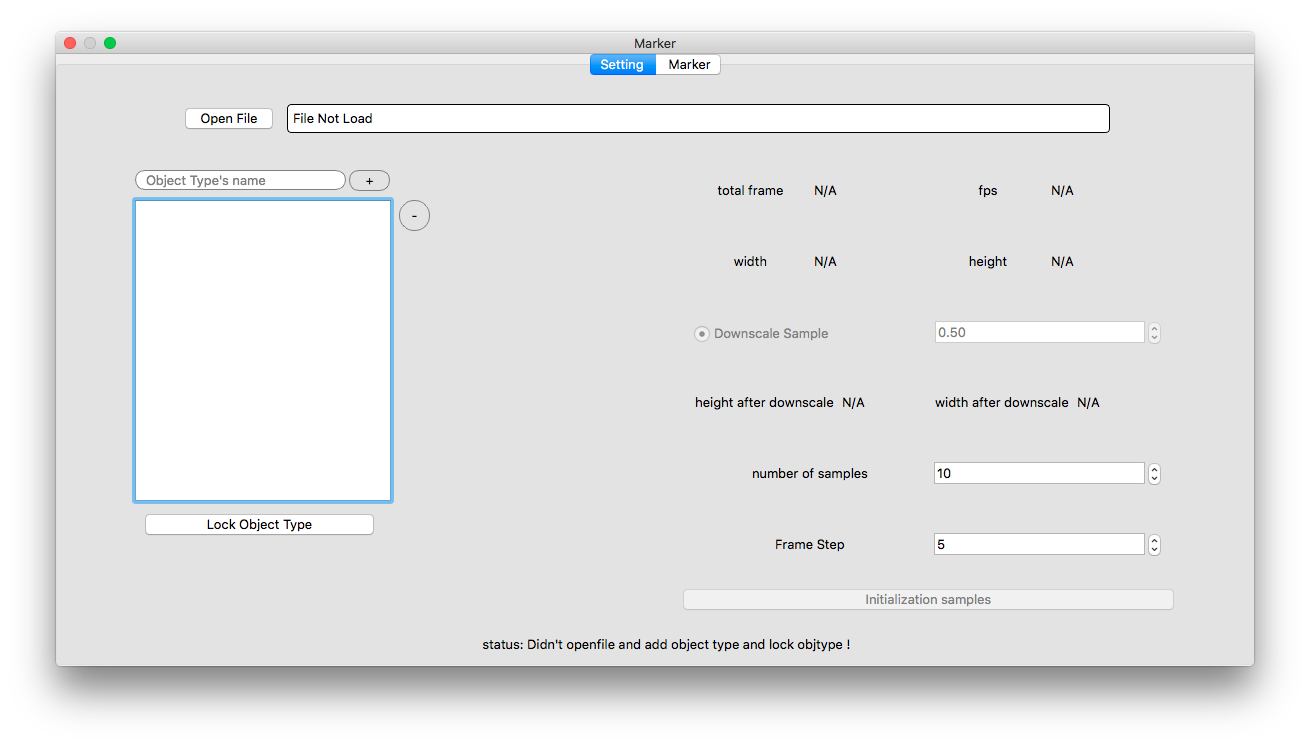 Marker
Setting Marker
Open File File Not Load
Object Type's name +
-
total frame N/A fps N/A
width N/A height N/A
Downscale Sample 0.50
height after downscale N/A width after downscale N/A
number of samples 10
Lock Object Type
Frame Step 5
Initialization samples
status: Didn't openfile and add object type and lock objtype !